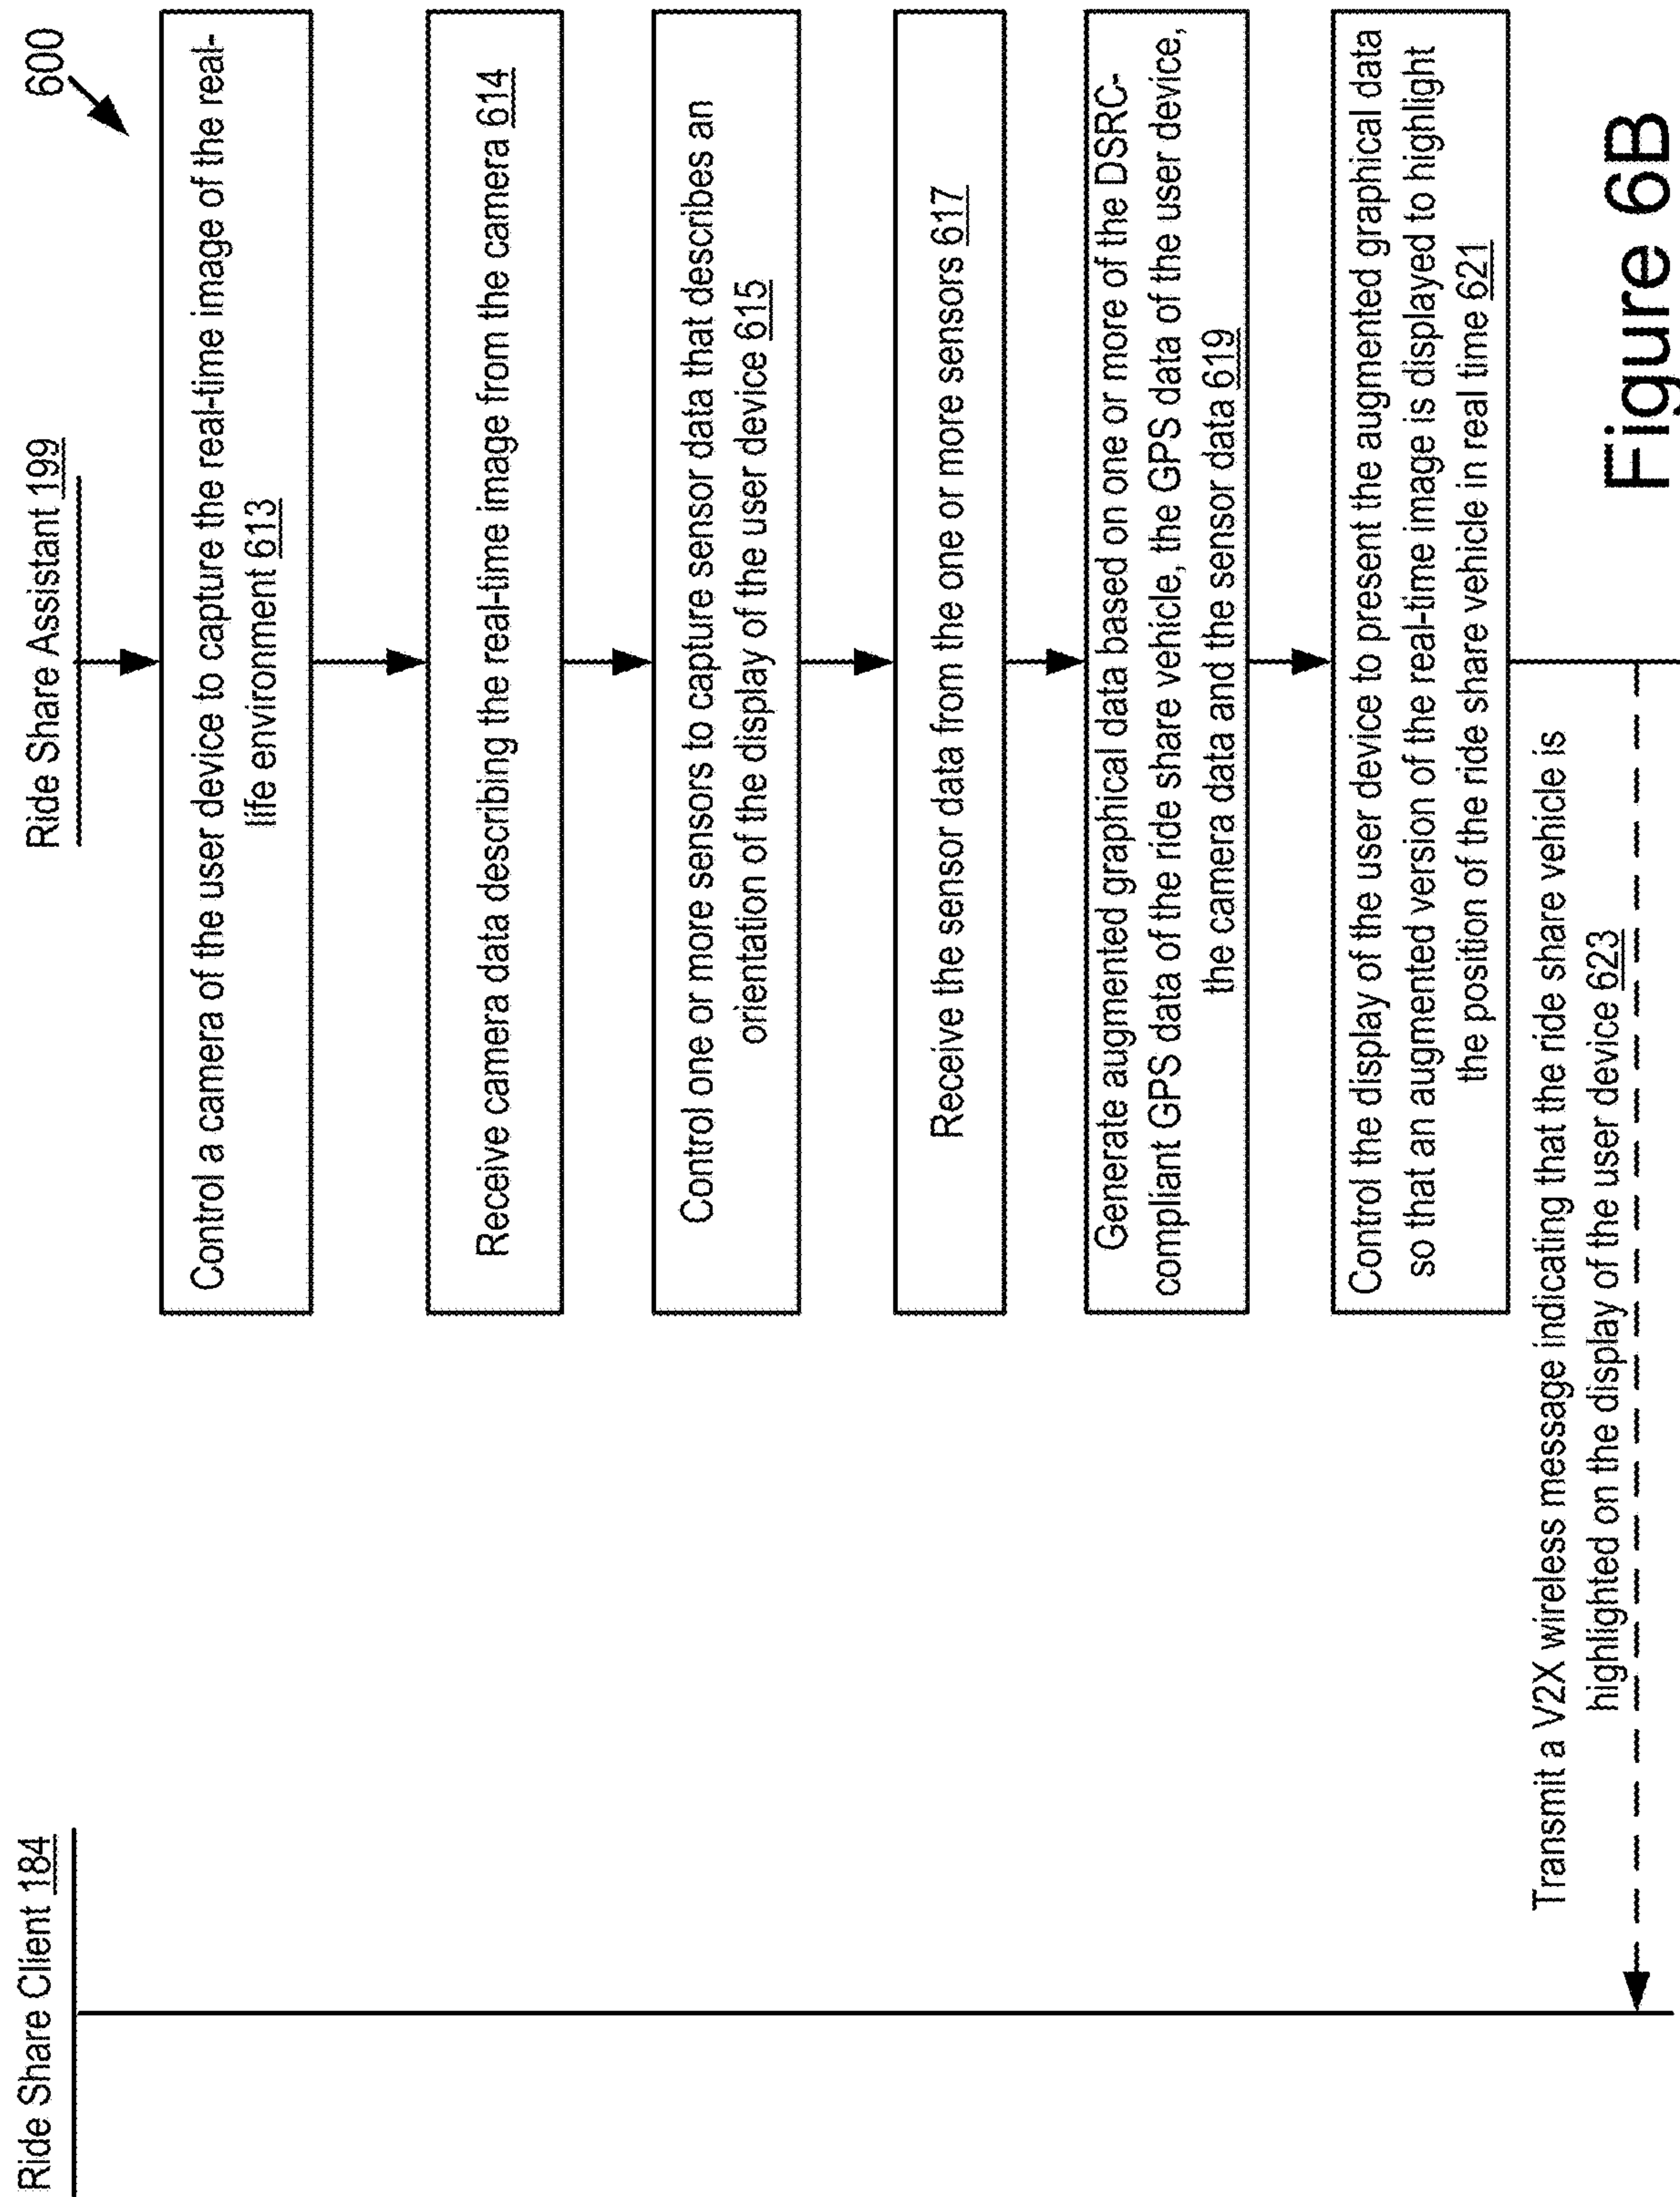 Ride Share Client 184
Ride Share Assistant 199
600
Control a camera of the user device to capture the real-time image of the real-
life environment 613
Receive camera data describing the real-time image from the camera 614
Control one or more sensors to capture sensor data that describes an
orientation of the display of the user device 615
Receive the sensor data from the one or more sensors 617
Generate augmented graphical data based on one or more of the DSRC-
compliant GPS data of the ride share vehicle, the GPS data of the user device,
the camera data and the sensor data 619
Control the display of the user device to present the augmented graphical data
so that an augmented version of the real-time image is displayed to highlight
the position of the ride share vehicle in real time 621
Transmit a V2X wireless message indicating that the ride share vehicle is
highlighted on the display of the user device 623
Figure 6B